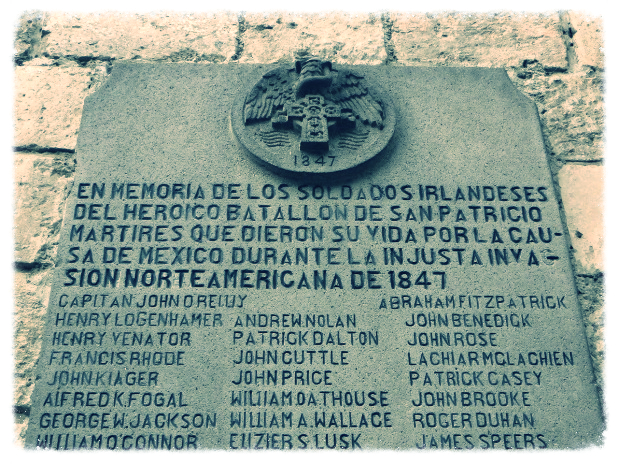 1847
EN MEMORIA DE LOS SOLDADOS IRLANDESES
DEL HEROICO BATALLON DE SAN PATRICIO
MARTIRES QUE DIERON SU VIDA POR LA CAU-
SA DE MEXICO DURANTE LA INJUSTA INVA-
SION NORTEAMERICANA DE 1847
CAPITAN JOHN OREILLY ABRAHAM FITZPATRICK
HENRY LOGENHAMER ANDREW NOLAN JOHN BENEDICK
HENRY VENATOR PATRICK DALTON JOHN ROSE
FRANCIS RHODE JOHN CUTTLE LACHIAR MCLACHIEN
JOHN KIAGER JOHN PRICE PATRICK CASEY
ALFRED K. FOGAL WILLIAM OATHOUSE JOHN BROOKE
GEORGE W. JACKSON WILLIAM A. WALLACE ROGER DUHAN
WILLIAM O'CONNOR ELIZIER S. LUSK JAMES SPEERS